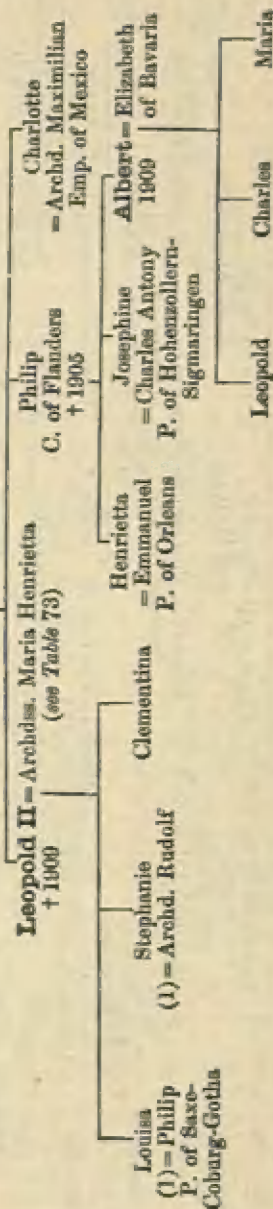 Leopold II = Archdss. Maria Henrietta
† 1909
(see Table 73)
Philip
C. of Flanders
† 1905
Charlotte
= Archd. Maximilian
Emp. of Mexico
Louisa
(1) = Philip
P. of Saxe-
Coburg-Gotha
Stephanie
(1) = Archd. Rudolf
Clementina
Henrietta
= Emmanuel
P. of Orleans
Josephine
= Charles Antony
P. of Hohenzollern-
Sigmaringen
Albert = Elizabeth
1909
of Bavaria
Leopold
Charles
Maria